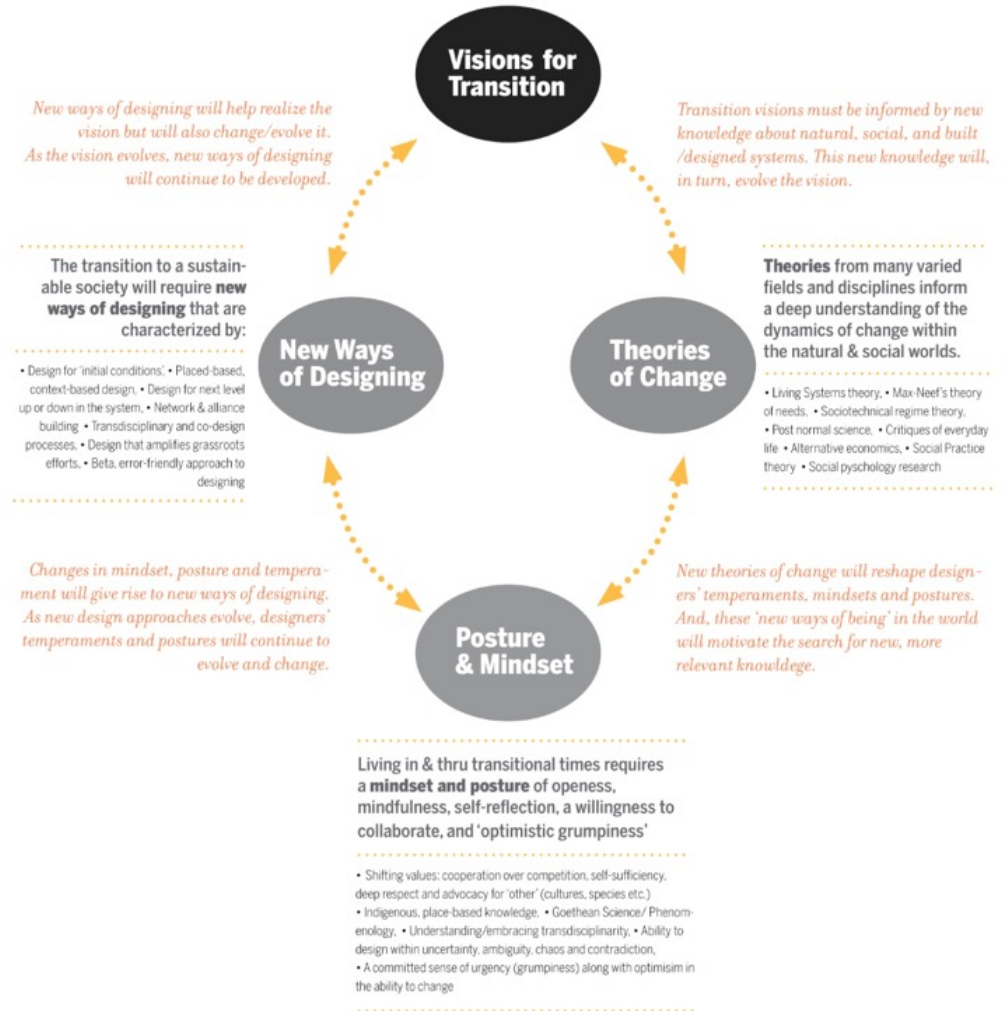 Visions for
Transition
New ways of designing will help realize the
vision but will also change/evolve it.
As the vision evolves, new ways of designing
will continue to be developed.
Transition visions must be informed by new
knowledge about natural, social, and built
/designed systems. This new knowledge will,
in turn, evolve the vision.
The transition to a sustain-
able society will require new
ways of designing that are
characterized by:
• Design for 'initial conditions'. • Placed-based,
context-based design, • Design for next level
up or down in the system, • Network & alliance
building • Transdisciplinary and co-design
processes, • Design that amplifies grassroots
efforts, • Beta, error-friendly approach to
designing
New Ways
of Designing
Theories
of Change
Theories from many varied
fields and disciplines inform
a deep understanding of the
dynamics of change within
the natural & social worlds.
• Living Systems theory, • Max-Neef's theory
of needs, • Sociotechnical regime theory,
• Post normal science, • Critiques of everyday
life • Alternative economics, • Social Practice
theory • Social pyschology research
Changes in mindset, posture and tempera-
ment will give rise to new ways of designing.
As new design approaches evolve, designers'
temperaments and postures will continue to
evolve and change.
New theories of change will reshape design-
ers' temperaments, mindsets and postures.
And, these 'new ways of being' in the world
will motivate the search for new, more
relevant knowldege.
Posture
& Mindset
Living in & thru transitional times requires
a mindset and posture of openess,
mindfulness, self-reflection, a willingness to
collaborate, and 'optimistic grumpiness'
• Shifting values: cooperation over competition, self-sufficiency,
deep respect and advocacy for 'other' (cultures, species etc.)
• Indigenous, place-based knowledge, • Goethean Science/ Phenom-
enology, • Understanding/embracing transdisciplinarity, • Ability to
design within uncertainty, ambiguity, chaos and contradiction,
• A committed sense of urgency (grumpiness) along with optimisim in
the ability to change